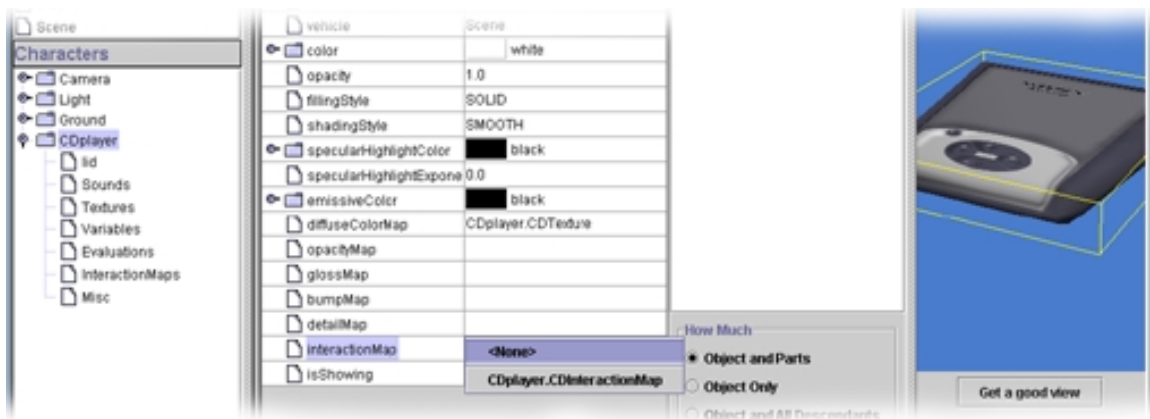 Scene
Characters
Camera
Light
Ground
CDplayer
lid
Sounds
Textures
Variables
Evaluations
InteractionMaps
Misc
vehicle Scene
color white
opacity 1.0
fillingStyle SOLID
shadingStyle SMOOTH
specularHighlightColor black
specularHighlightExpone 0.0
emissiveColor black
diffuseColorMap CDplayer.CDTexture
opacityMap
glossMap
bumpMap
detailMap
interactionMap <None>
isShowing CDplayer.CDInteractionMap
How Much
Object and Parts
Object Only
Object and All Descendants
Get a good view